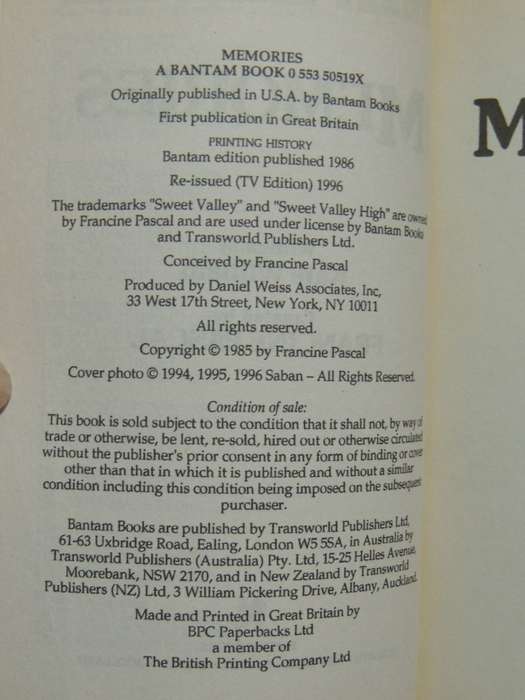 MEMORIES
A BANTAM BOOK 0 553 50519X
Originally published in U.S.A. by Bantam Books
First publication in Great Britain
PRINTING HISTORY
Bantam edition published 1986
Re-issued (TV Edition) 1996
The trademarks "Sweet Valley" and "Sweet Valley High" are owned
by Francine Pascal and are used under license by Bantam Books
and Transworld Publishers Ltd.
Conceived by Francine Pascal
Produced by Daniel Weiss Associates, Inc,
33 West 17th Street, New York, NY 10011
All rights reserved.
Copyright © 1985 by Francine Pascal
Cover photo © 1994, 1995, 1996 Saban – All Rights Reserved.
Condition of sale:
This book is sold subject to the condition that it shall not, by way of
trade or otherwise, be lent, re-sold, hired out or otherwise circulated
without the publisher's prior consent in any form of binding or cover
other than that in which it is published and without a similar
condition including this condition being imposed on the subsequent
purchaser.
Bantam Books are published by Transworld Publishers Ltd,
61-63 Uxbridge Road, Ealing, London W5 5SA, in Australia by
Transworld Publishers (Australia) Pty. Ltd, 15-25 Helles Avenue,
Moorebank, NSW 2170, and in New Zealand by Transworld
Publishers (NZ) Ltd, 3 William Pickering Drive, Albany, Auckland.
Made and Printed in Great Britain by
BPC Paperbacks Ltd
a member of
The British Printing Company Ltd
M